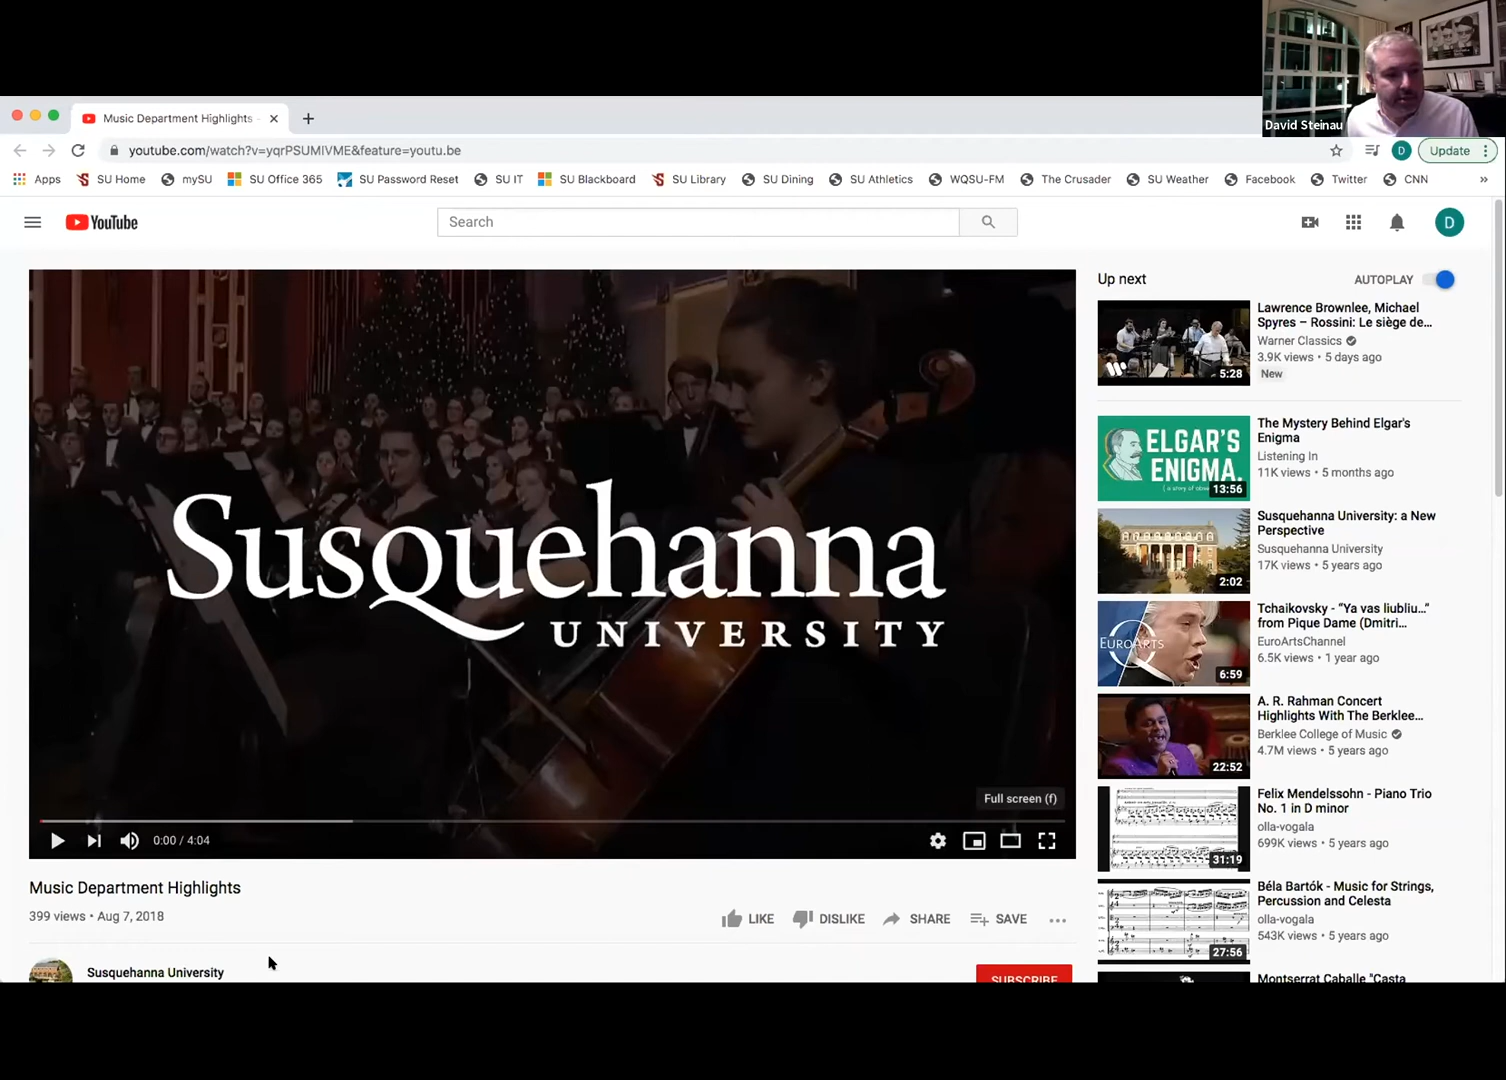 David Steinau
Music Department Highlights -
youtube.com/watch?v=yqrPSUMIVME&feature=youtu.be
D
Update
Apps
SU Home
mySU
SU Office 365
SU Password Reset
SU IT
SU Blackboard
SU Library
SU Dining
SU Athletics
WQSU-FM
The Crusader
SU Weather
Facebook
Twitter
CNN
»
YouTube
Search
D
Susquehanna
UNIVERSITY
Full screen (f)
0:00 / 4:04
Music Department Highlights
399 views • Aug 7, 2018
LIKE
DISLIKE
SHARE
SAVE
Susquehanna University
SUBSCRIBE
Up next
AUTOPLAY
5:28
Lawrence Brownlee, Michael
Spyres – Rossini: Le siège de...
Warner Classics
3.9K views • 5 days ago
New
ELGAR'S
ENIGMA.
13:56
The Mystery Behind Elgar's
Enigma
Listening In
11K views • 5 months ago
2:02
Susquehanna University: a New
Perspective
Susquehanna University
17K views • 5 years ago
EUROARTS
6:59
Tchaikovsky - “Ya vas liubliu...”
from Pique Dame (Dmitri...
EuroArtsChannel
6.5K views • 1 year ago
22:52
A. R. Rahman Concert
Highlights With The Berklee...
Berklee College of Music
4.7M views • 5 years ago
31:19
Felix Mendelssohn - Piano Trio
No. 1 in D minor
olla-vogala
699K views • 5 years ago
27:56
Béla Bartók - Music for Strings,
Percussion and Celesta
olla-vogala
543K views • 5 years ago
Montserrat Caballe "Casta